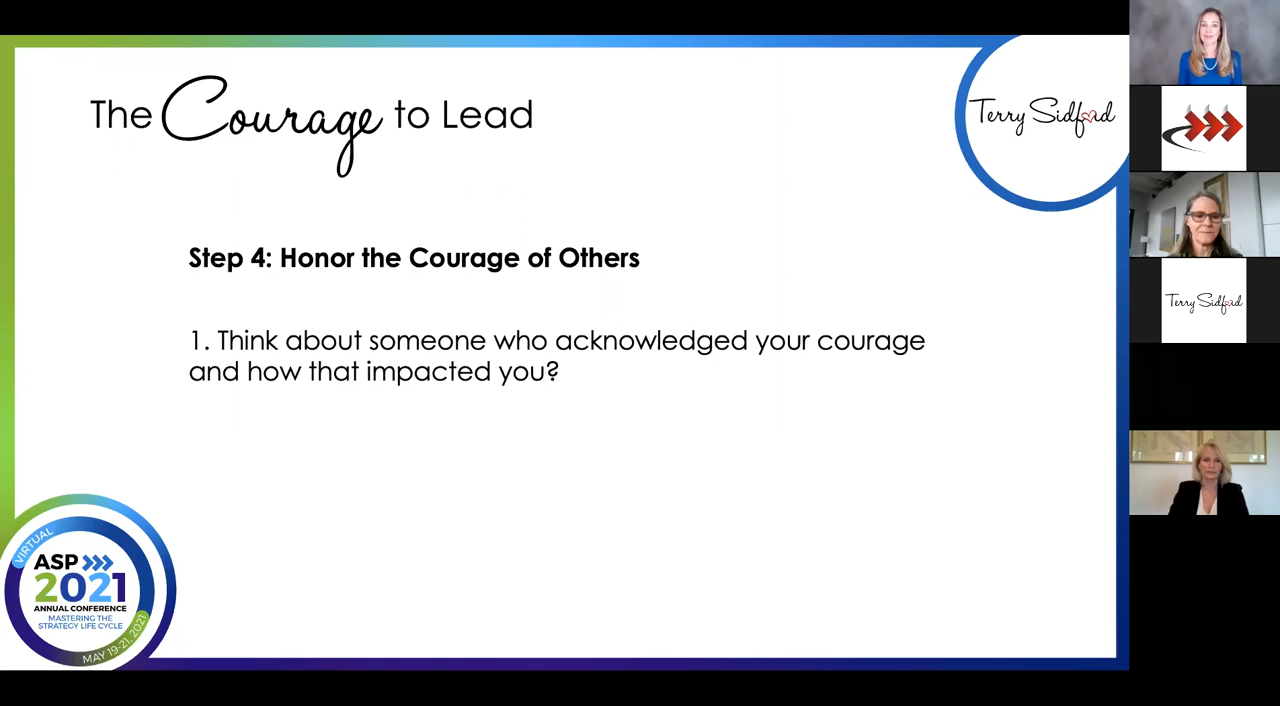 The Courage to Lead
Terry Sidford
Step 4: Honor the Courage of Others
1. Think about someone who acknowledged your courage
and how that impacted you?
Terry Sidford
VIRTUAL
ASP
2021
ANNUAL CONFERENCE
MASTERING THE
STRATEGY LIFE CYCLE
MAY 19-21, 2021